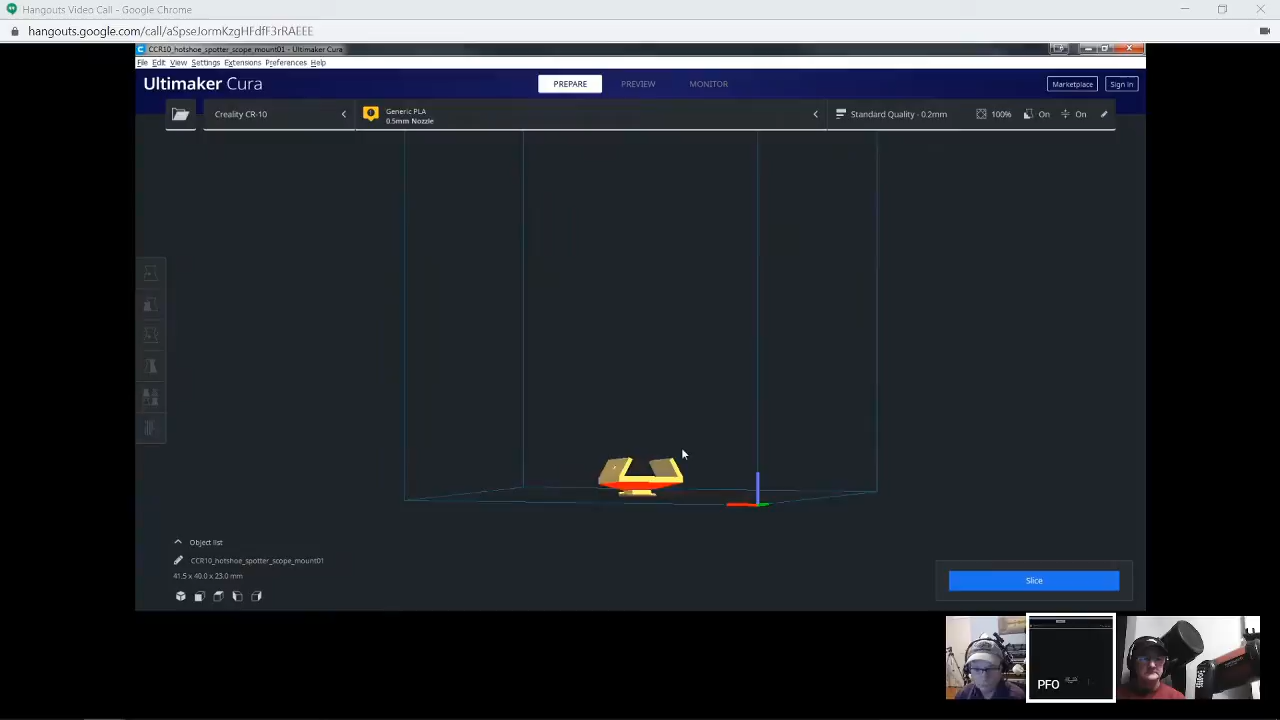 Hangouts Video Call - Google Chrome
hangouts.google.com/call/aSpseJormKzgHFdfF3rRAEEE
CCR10_hotshoe_spotter_scope_mount01 - Ultimaker Cura
File Edit View Settings Extensions Preferences Help
Ultimaker Cura
PREPARE PREVIEW MONITOR
Marketplace Sign in
Creality CR-10
Generic PLA
0.5mm Nozzle
Standard Quality - 0.2mm 100% On On
Object list
CCR10_hotshoe_spotter_scope_mount01
41.5 x 40.0 x 23.0 mm
Slice
PFO